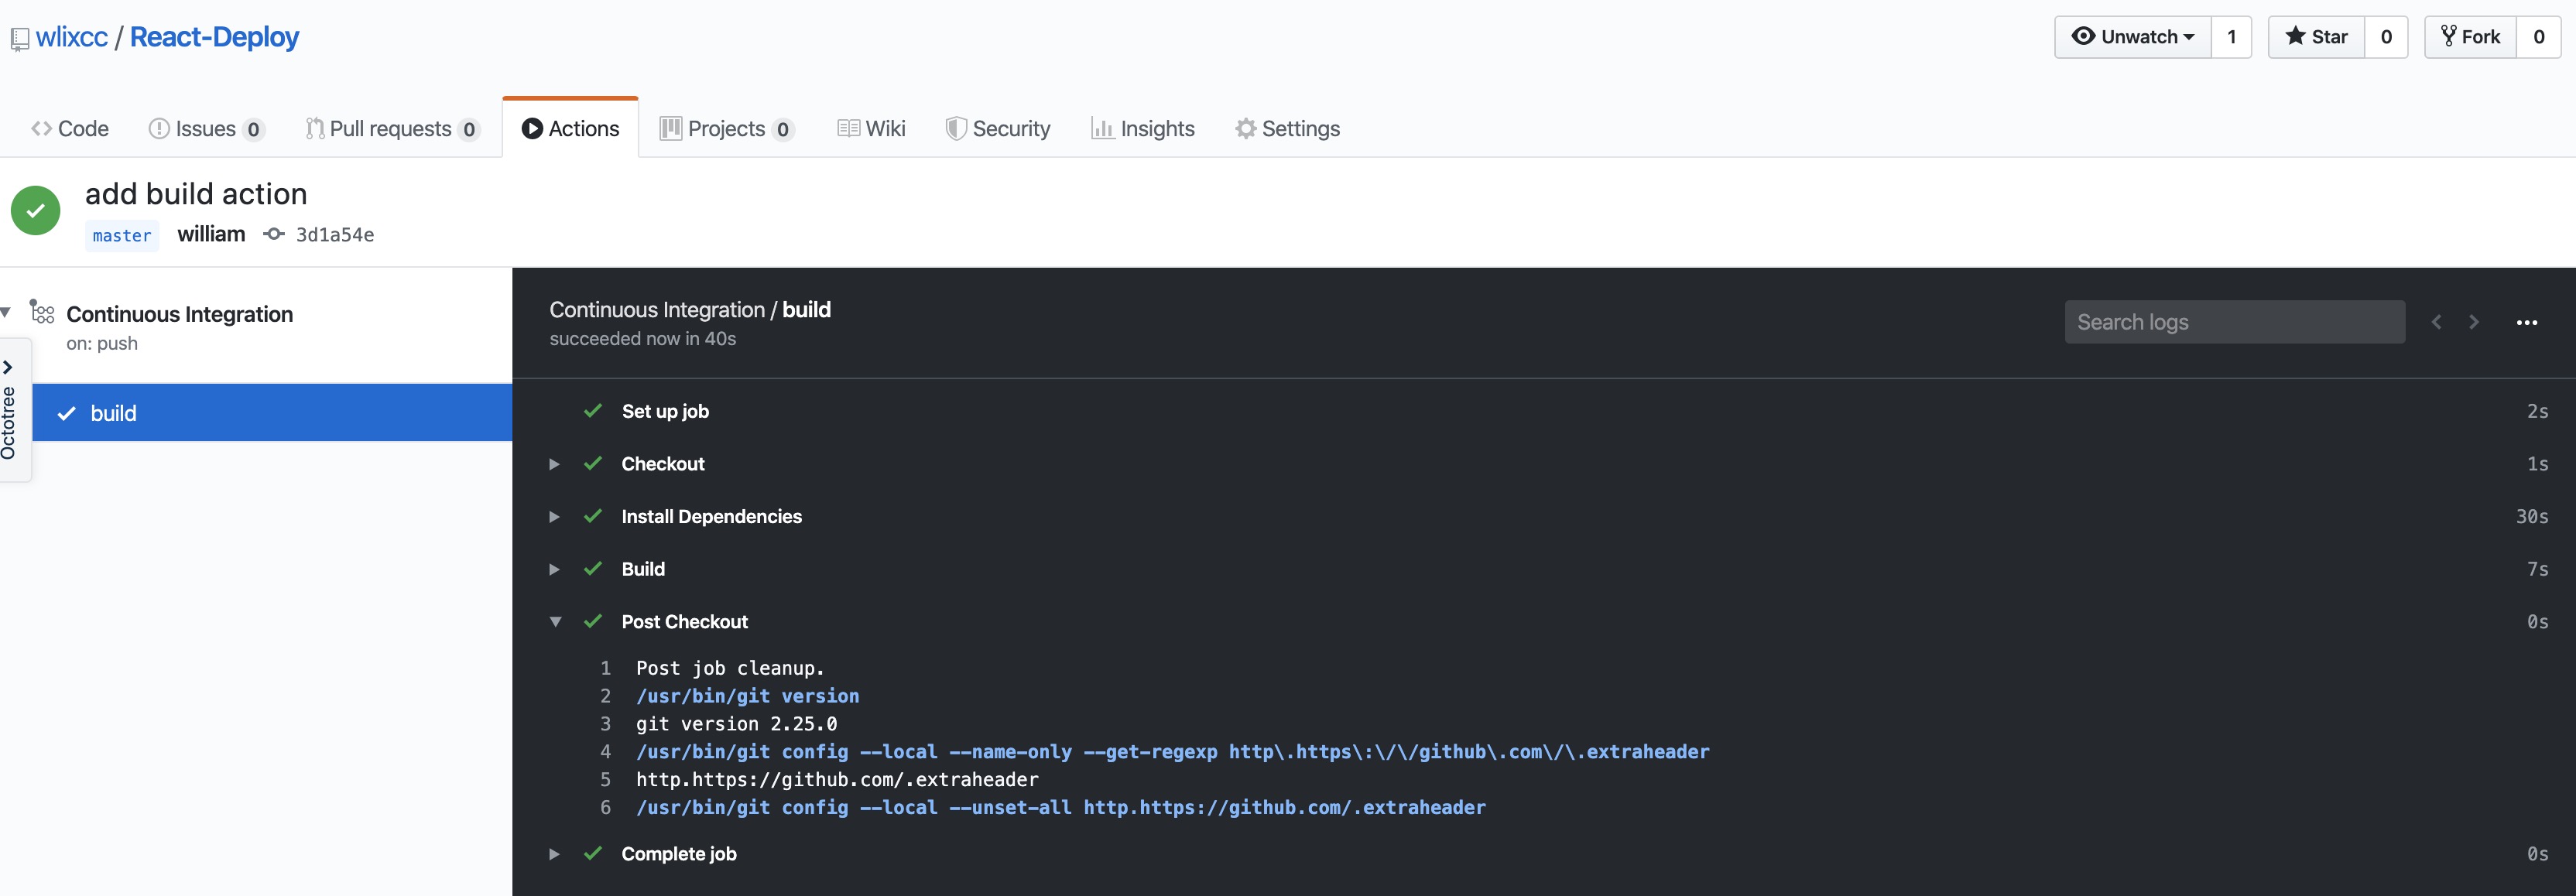 wlixcc / React-Deploy
Unwatch 1 Star 0 Fork 0
Code Issues 0 Pull requests 0 Actions Projects 0 Wiki Security Insights Settings
add build action
master william 3d1a54e
Continuous Integration
on: push
build
Octotree
Continuous Integration / build
succeeded now in 40s
Search logs
Set up job 2s
Checkout 1s
Install Dependencies 30s
Build 7s
Post Checkout 0s
1 Post job cleanup.
2 /usr/bin/git version
3 git version 2.25.0
4 /usr/bin/git config --local --name-only --get-regexp http\.https\:\/\/github\.com\/\.extraheader
5 http.https://github.com/.extraheader
6 /usr/bin/git config --local --unset-all http.https://github.com/.extraheader
Complete job 0s